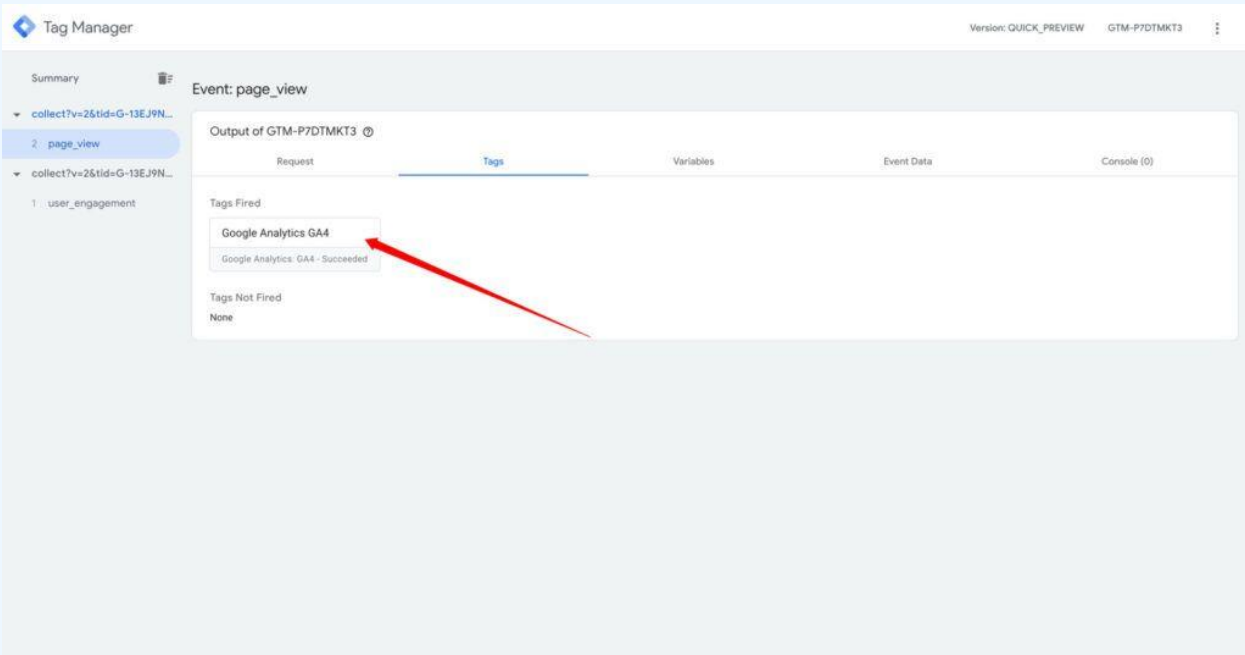 Tag Manager
Version: QUICK_PREVIEW GTM-P7DTMKT3
Summary
collect?v=2&tid=G-13EJ9N...
2 page_view
collect?v=2&tid=G-13EJ9N...
1 user_engagement
Event: page_view
Output of GTM-P7DTMKT3
Request Tags Variables Event Data Console (0)
Tags Fired
Google Analytics GA4
Google Analytics: GA4 - Succeeded
Tags Not Fired
None